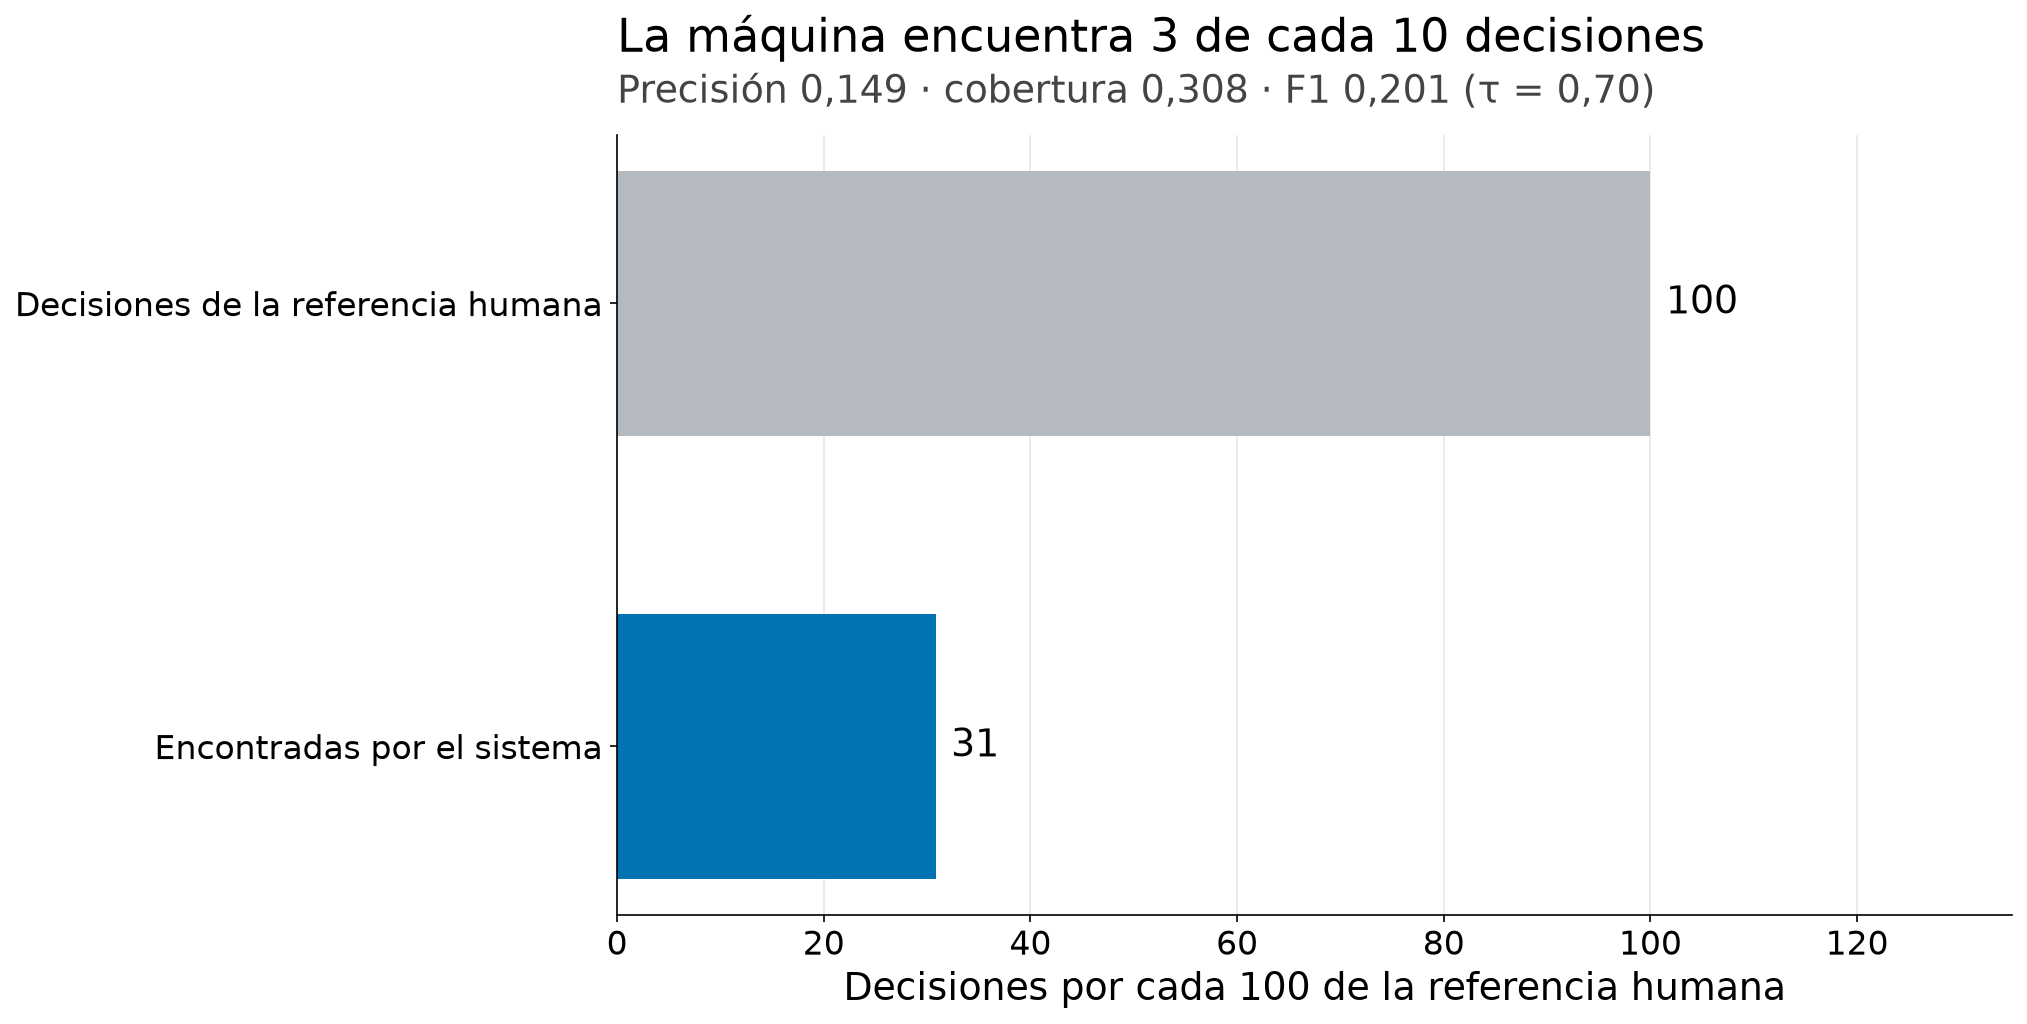 La máquina encuentra 3 de cada 10 decisiones
Precisión 0,149 · cobertura 0,308 · F1 0,201 (τ = 0,70)
Decisiones de la referencia humana
100
Encontradas por el sistema
31
0 20 40 60 80 100 120
Decisiones por cada 100 de la referencia humana